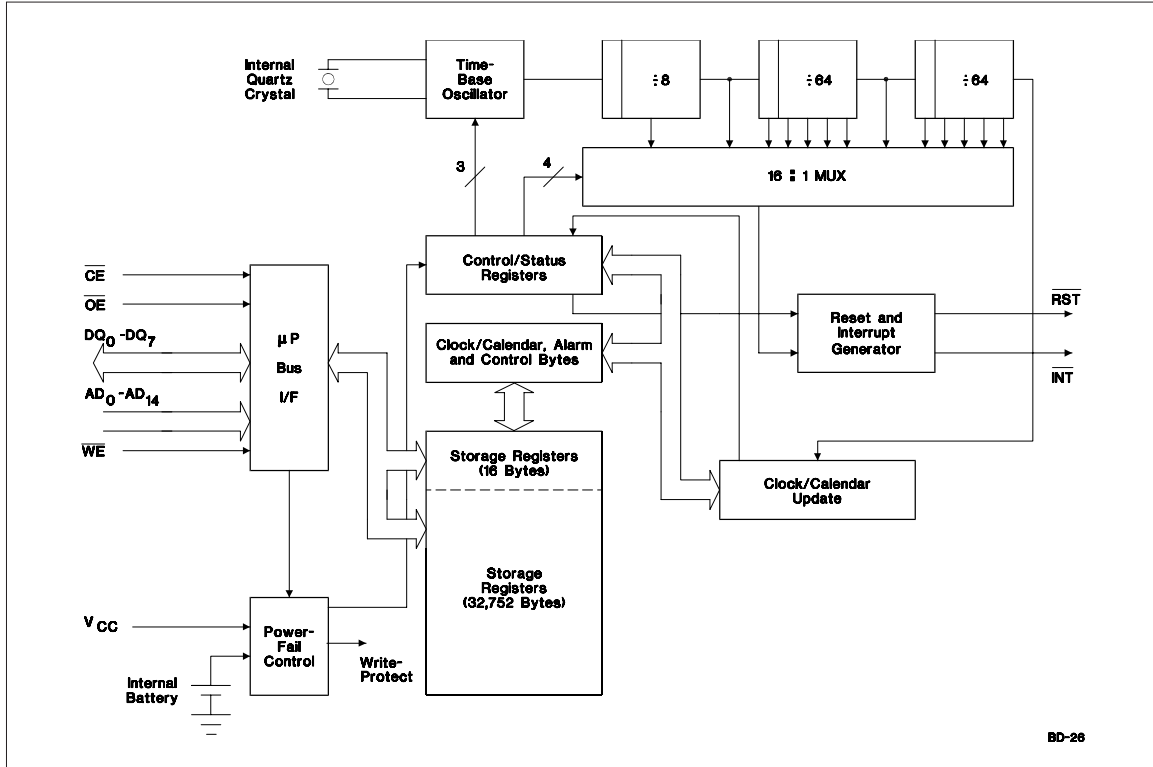 Internal
Quartz
Crystal
Time-
Base
Oscillator
÷8
÷64
÷64
3
4
16 : 1 MUX
Control/Status
Registers
CE
OE
DQ0 -DQ7
AD0 -AD14
WE
µP
Bus
I/F
Clock/Calendar, Alarm
and Control Bytes
Reset and
Interrupt
Generator
RST
INT
Storage Registers
(16 Bytes)
Clock/Calendar
Update
Storage
Registers
(32,752 Bytes)
VCC
Power-
Fail
Control
Write-
Protect
Internal
Battery
BD-26